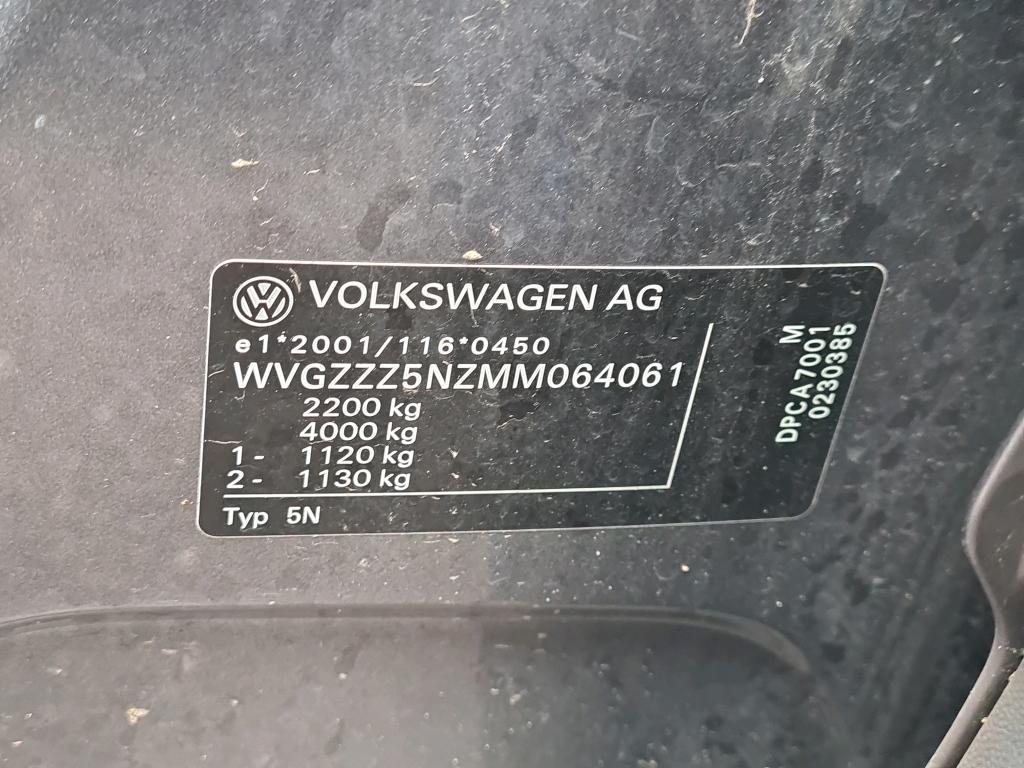 VOLKSWAGEN AG
e1*2001/116*0450
WVGZZZ5NZMM064061
2200 kg
4000 kg
1- 1120 kg
2- 1130 kg
Typ 5N
M
DPCA7001
0230385